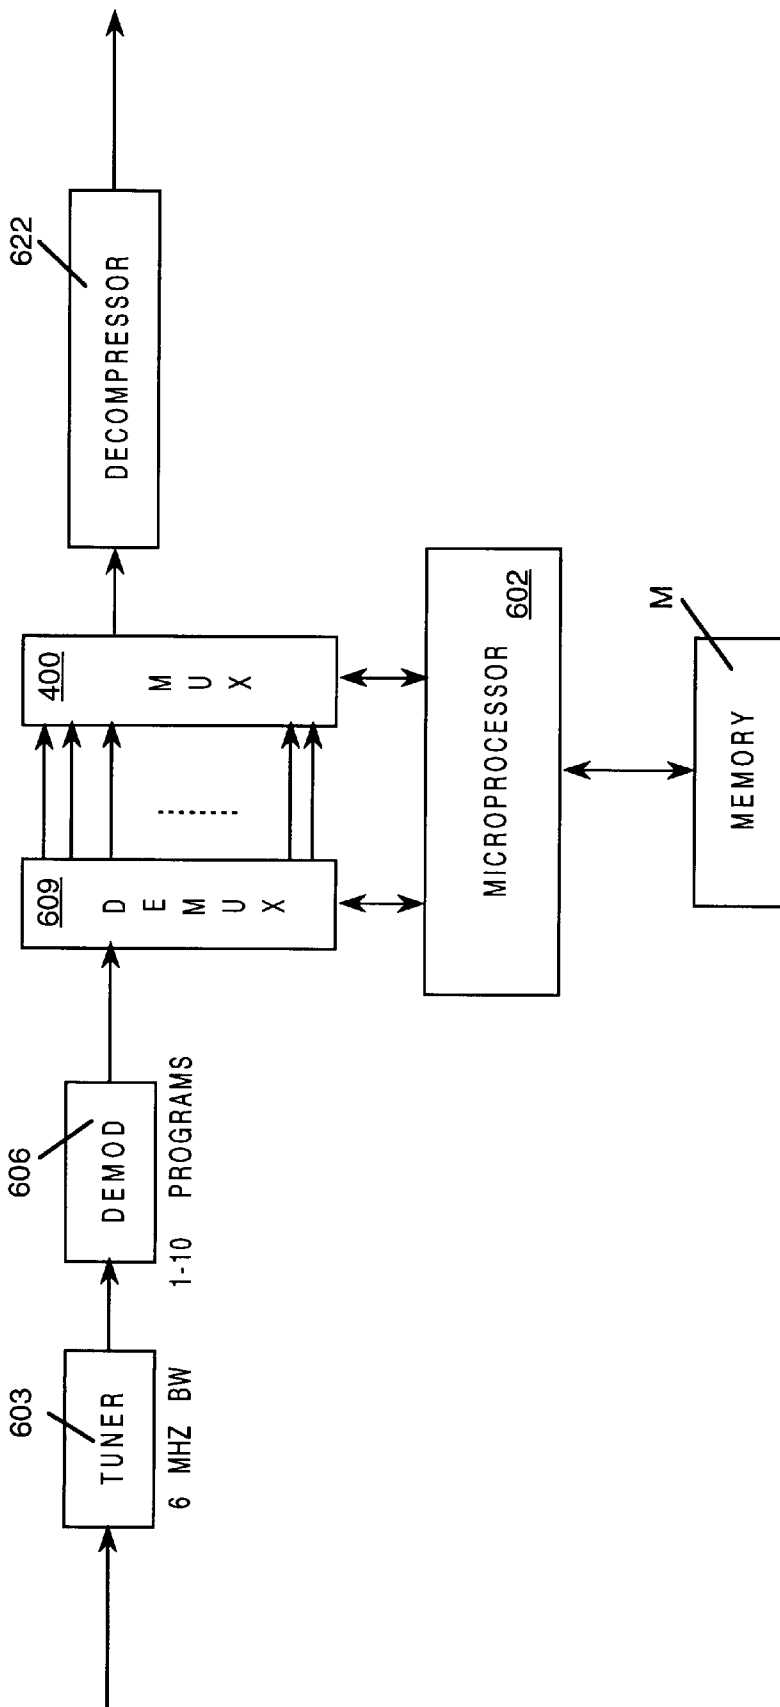 603
TUNER
6 MHZ BW
606
DEMOD
1-10 PROGRAMS
609
DEMUX
400
MUX
622
DECOMPRESSOR
MICROPROCESSOR
602
M
MEMORY